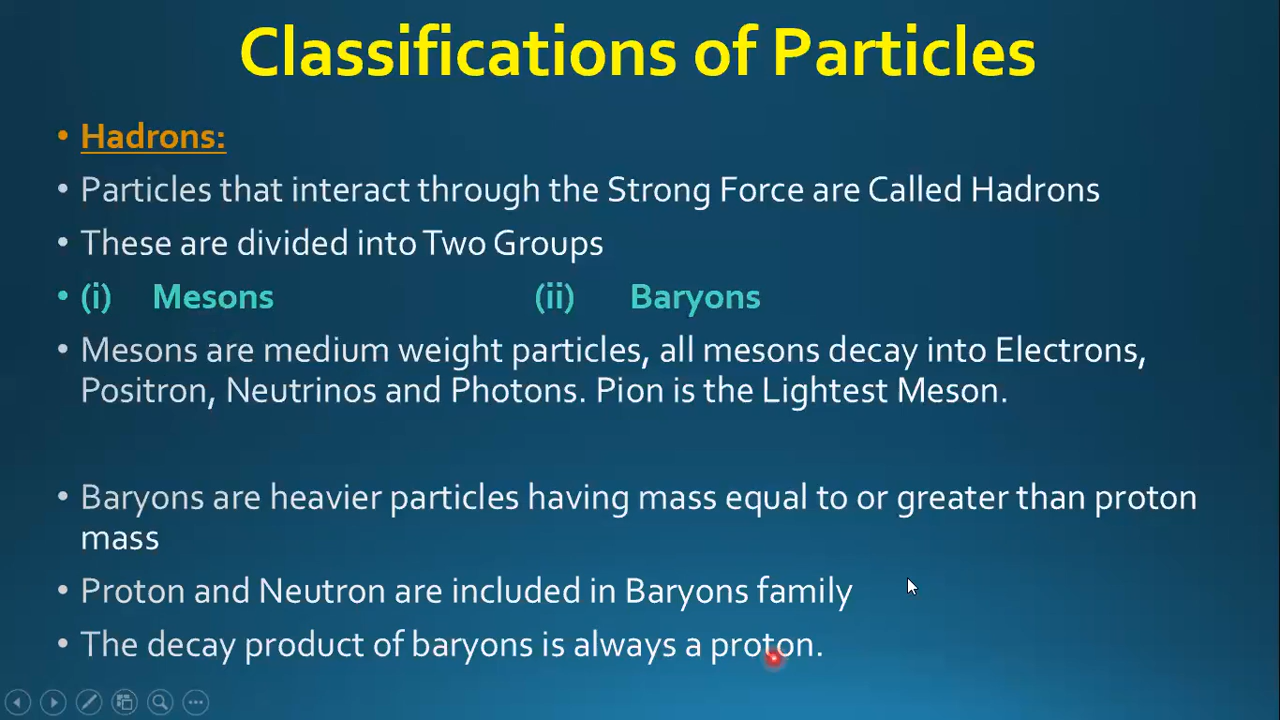 Classifications of Particles
• Hadrons:
• Particles that interact through the Strong Force are Called Hadrons
• These are divided into Two Groups
• (i) Mesons (ii) Baryons
• Mesons are medium weight particles, all mesons decay into Electrons,
Positron, Neutrinos and Photons. Pion is the Lightest Meson.
• Baryons are heavier particles having mass equal to or greater than proton
mass
• Proton and Neutron are included in Baryons family
• The decay product of baryons is always a proton.